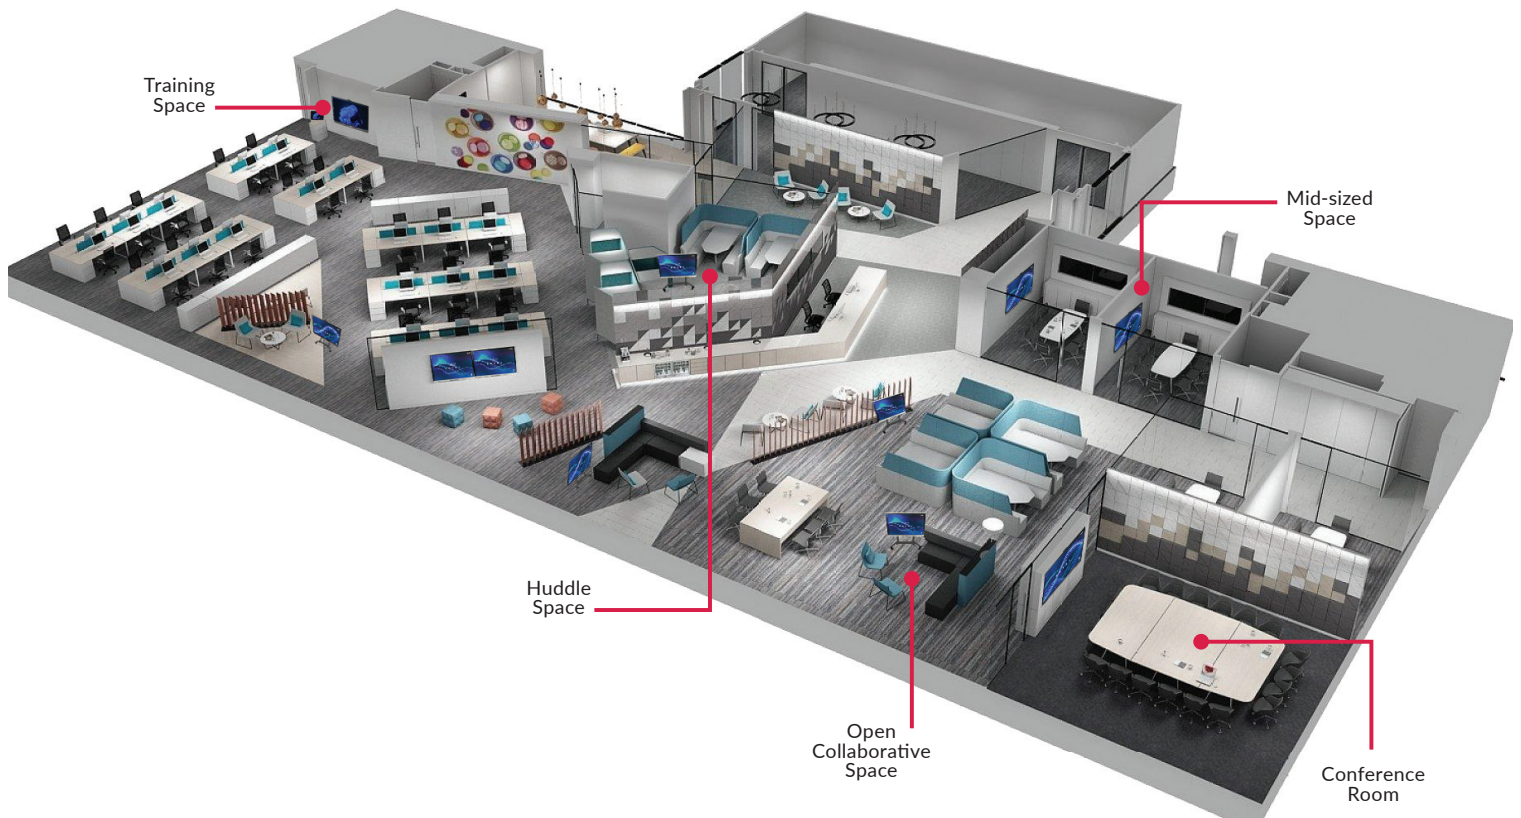 Training
Space
Mid-sized
Space
Huddle
Space
Open
Collaborative
Space
Conference
Room